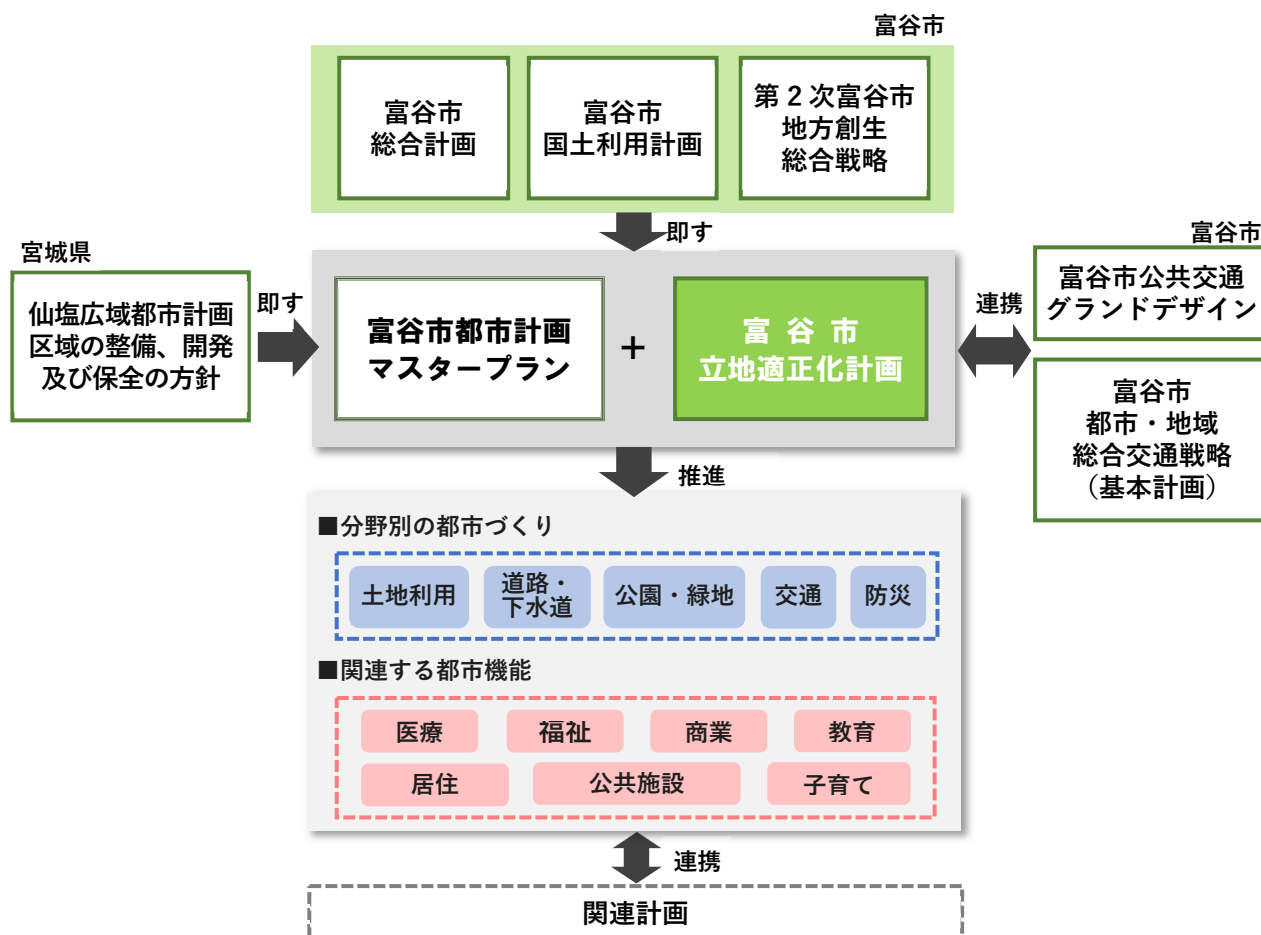 富谷市
富谷市
総合計画
富谷市
国土利用計画
第２次富谷市
地方創生
総合戦略
即す
宮城県
仙塩広域都市計画
区域の整備、開発
及び保全の方針
即す
富谷市都市計画
マスタープラン
+
富 谷 市
立地適正化計画
連携
富谷市
富谷市公共交通
グランドデザイン
富谷市
都市・地域
総合交通戦略
（基本計画）
推進
■分野別の都市づくり
土地利用
道路・
下水道
公園・緑地
交通
防災
■関連する都市機能
医療
福祉
商業
教育
居住
公共施設
子育て
連携
関連計画